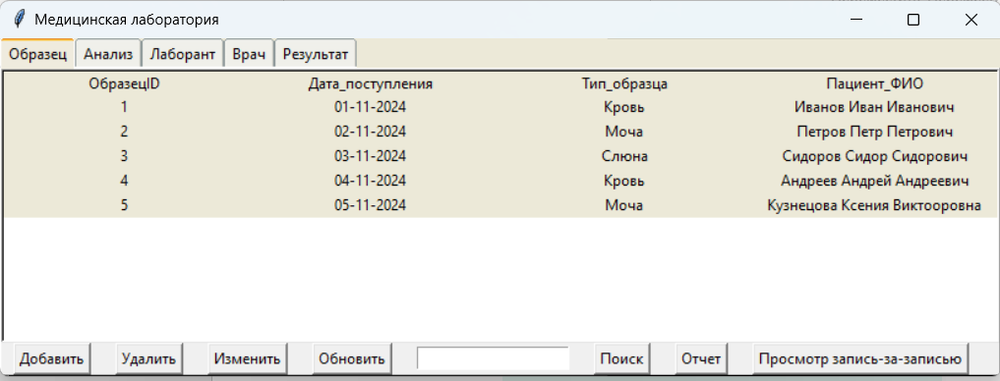 Медицинская лаборатория
Образец Анализ Лаборант Врач Результат
ОбразецID Дата_поступления Тип_образца Пациент_ФИО
1 01-11-2024 Кровь Иванов Иван Иванович
2 02-11-2024 Моча Петров Петр Петрович
3 03-11-2024 Слюна Сидоров Сидор Сидорович
4 04-11-2024 Кровь Андреев Андрей Андреевич
5 05-11-2024 Моча Кузнецова Ксения Виктооровна
Добавить Удалить Изменить Обновить Поиск Отчет Просмотр запись-за-записью